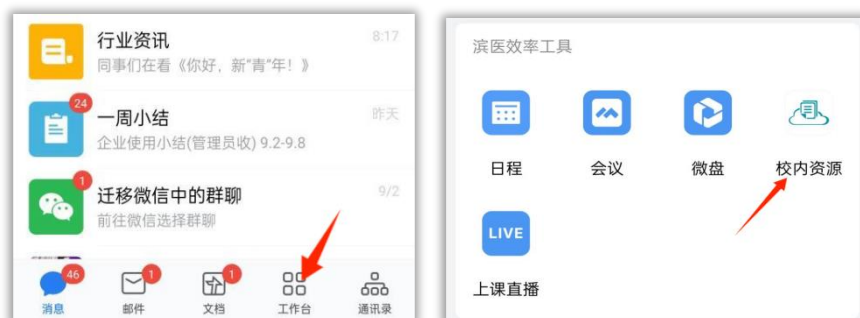 行业资讯
8:17
同事们在看《你好，新“青”年！》
24
一周小结
昨天
企业使用小结(管理员收) 9.2-9.8
1
迁移微信中的群聊
9/2
前往微信选择群聊
46
1
1
消息
邮件
文档
工作台
通讯录
滨医效率工具
日程
会议
微盘
校内资源
LIVE
上课直播